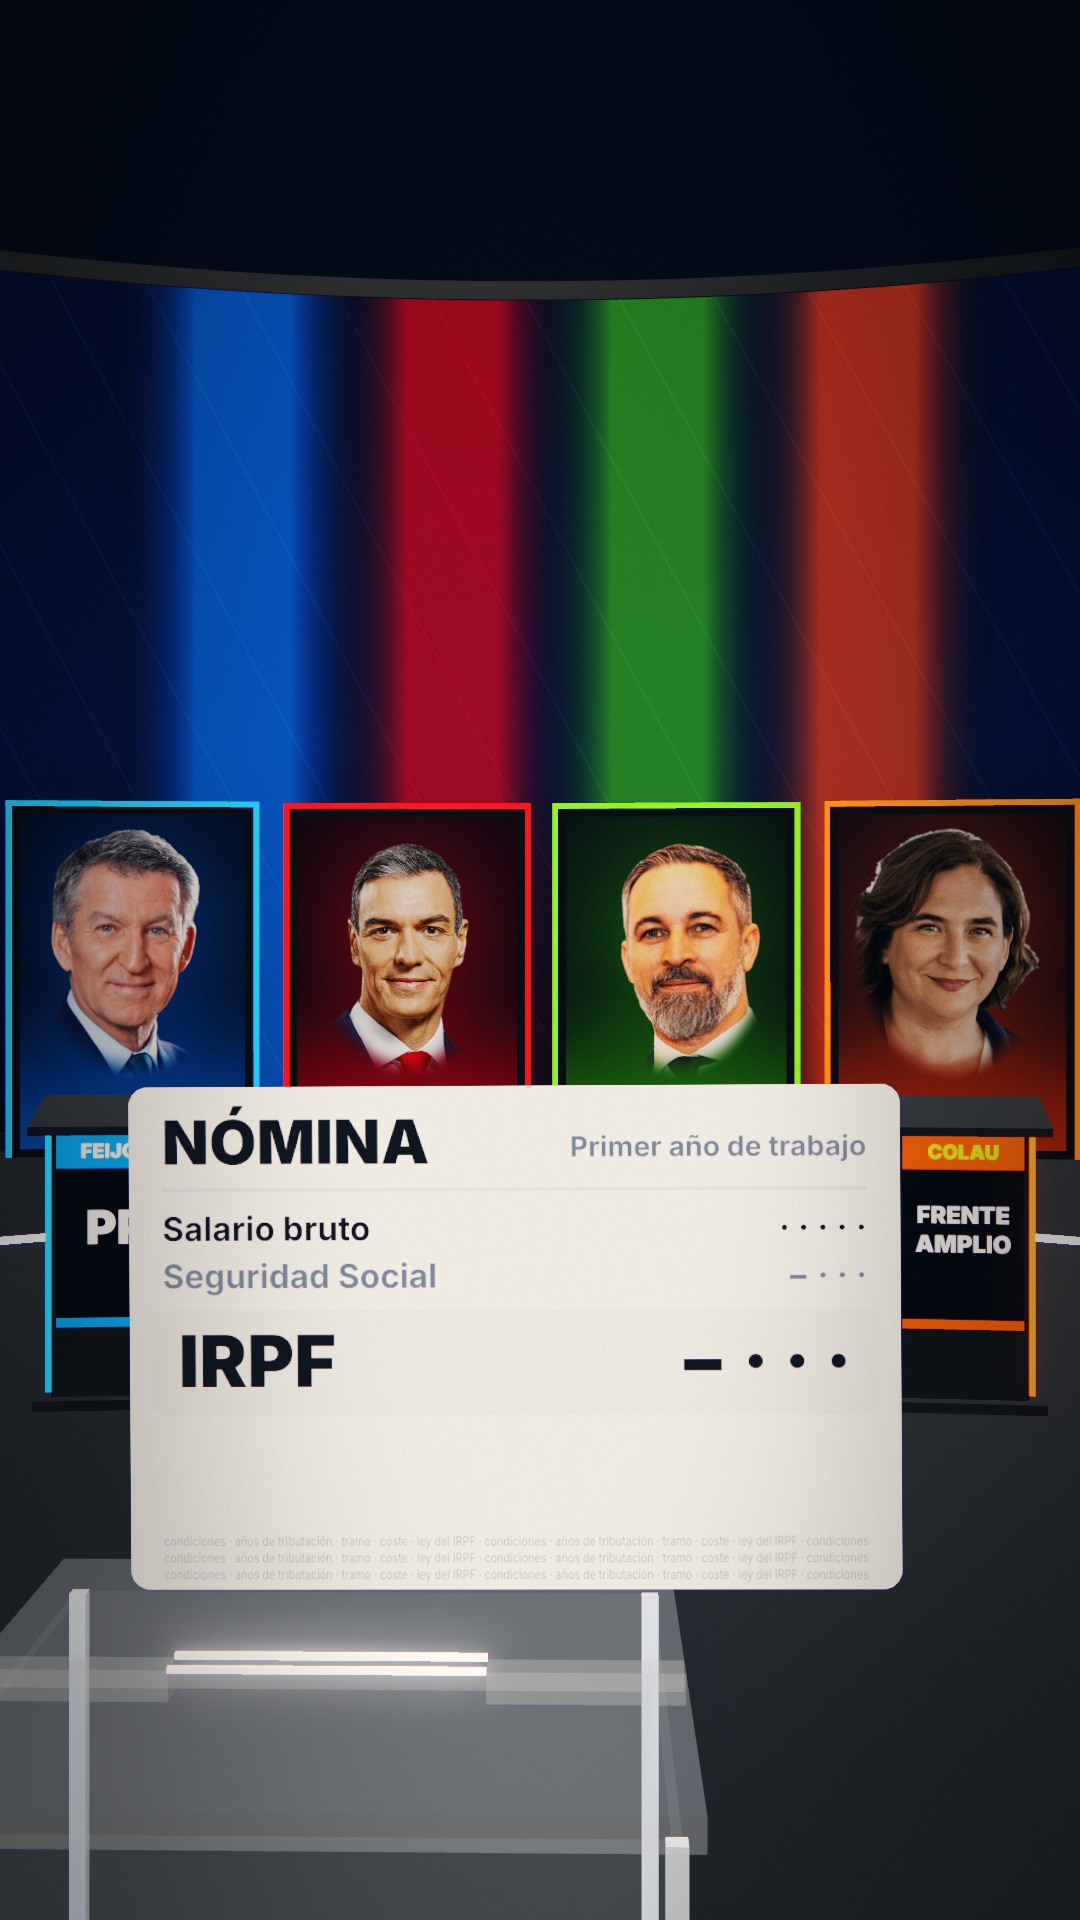 NÓMINA
Primer año de trabajo
Salario bruto
Seguridad Social
IRPF
COLAU
FRENTE
AMPLIO
condiciones · años de tributación · tramo · coste · ley del IRPF · condiciones · años de tributación · tramo · coste · ley del IRPF · condiciones
condiciones · años de tributación · tramo · coste · ley del IRPF · condiciones · años de tributación · tramo · coste · ley del IRPF · condiciones
condiciones · años de tributación · tramo · coste · ley del IRPF · condiciones · años de tributación · tramo · coste · ley del IRPF · condiciones